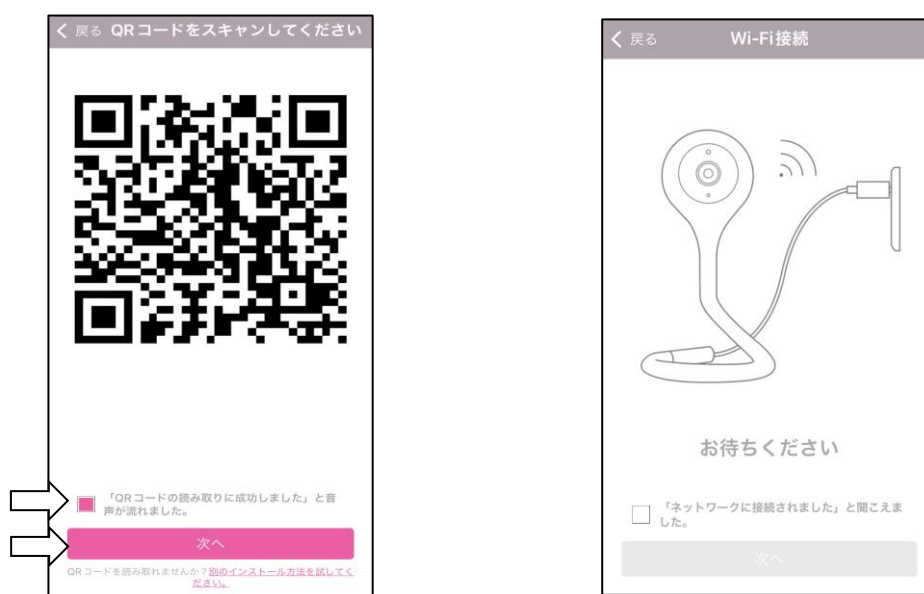 戻る QRコードをスキャンしてください
「QRコードの読み取りに成功しました」と音
声が流れました。
次へ
QRコードを読み取れませんか？別のインストール方法を試してく
ださい。
戻る Wi-Fi接続
お待ちください
「ネットワークに接続されました」と聞こえま
した。
次へ